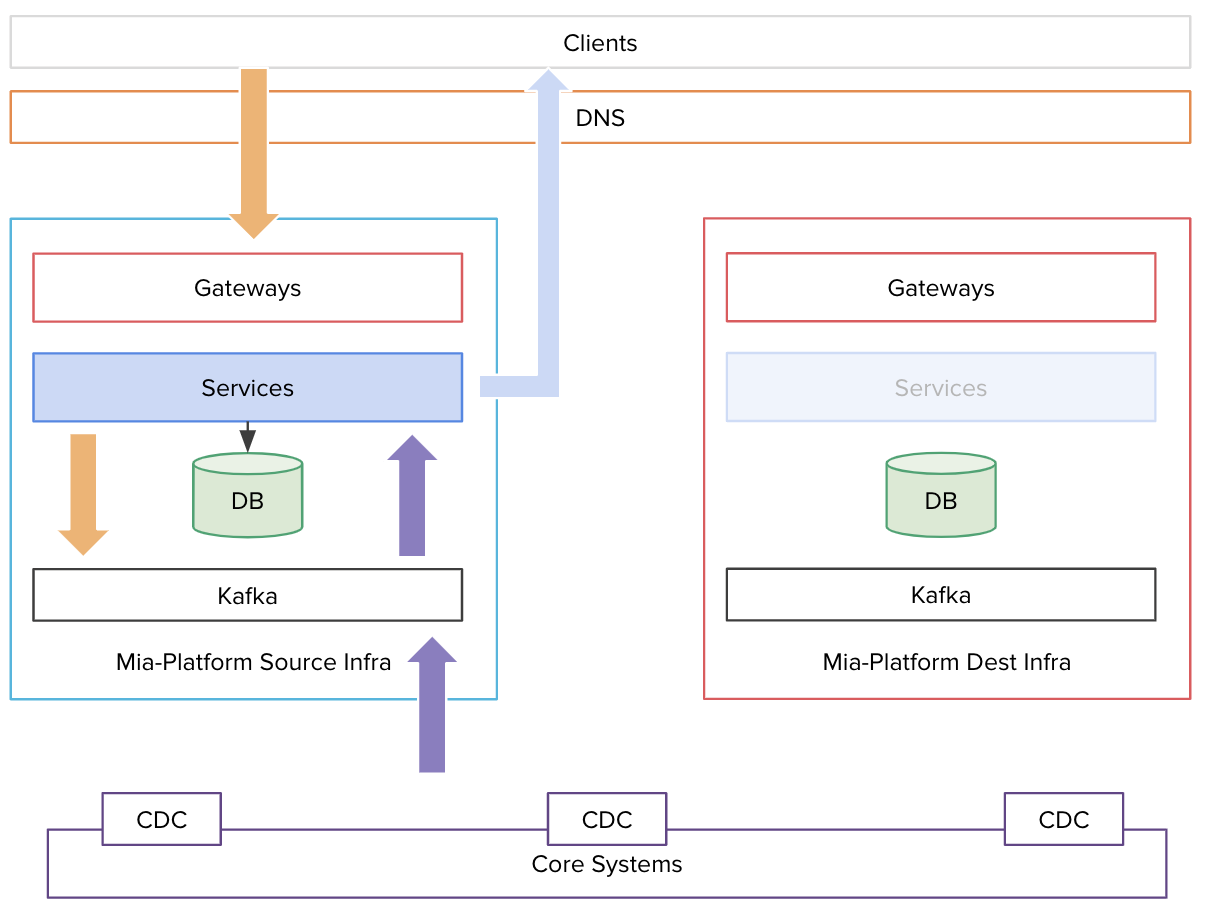 Clients
DNS
Gateways
Gateways
Services
Services
DB
DB
Kafka
Kafka
Mia-Platform Source Infra
Mia-Platform Dest Infra
CDC
CDC
CDC
Core Systems